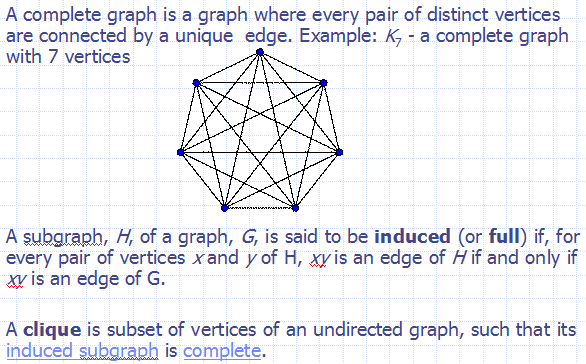 A complete graph is a graph where every pair of distinct vertices
are connected by a unique edge. Example: K₇ - a complete graph
with 7 vertices
A subgraph, H, of a graph, G, is said to be induced (or full) if, for
every pair of vertices x and y of H, xy is an edge of H if and only if
xy is an edge of G.
A clique is subset of vertices of an undirected graph, such that its
induced subgraph is complete.